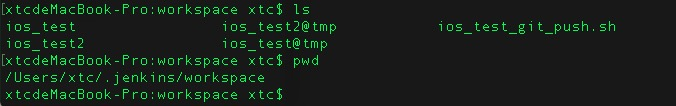 [xtcdeMacBook-Pro:workspace xtc$ ls
ios_test ios_test2@tmp ios_test_git_push.sh
ios_test2 ios_test@tmp
[xtcdeMacBook-Pro:workspace xtc$ pwd
/Users/xtc/.jenkins/workspace
xtcdeMacBook-Pro:workspace xtc$